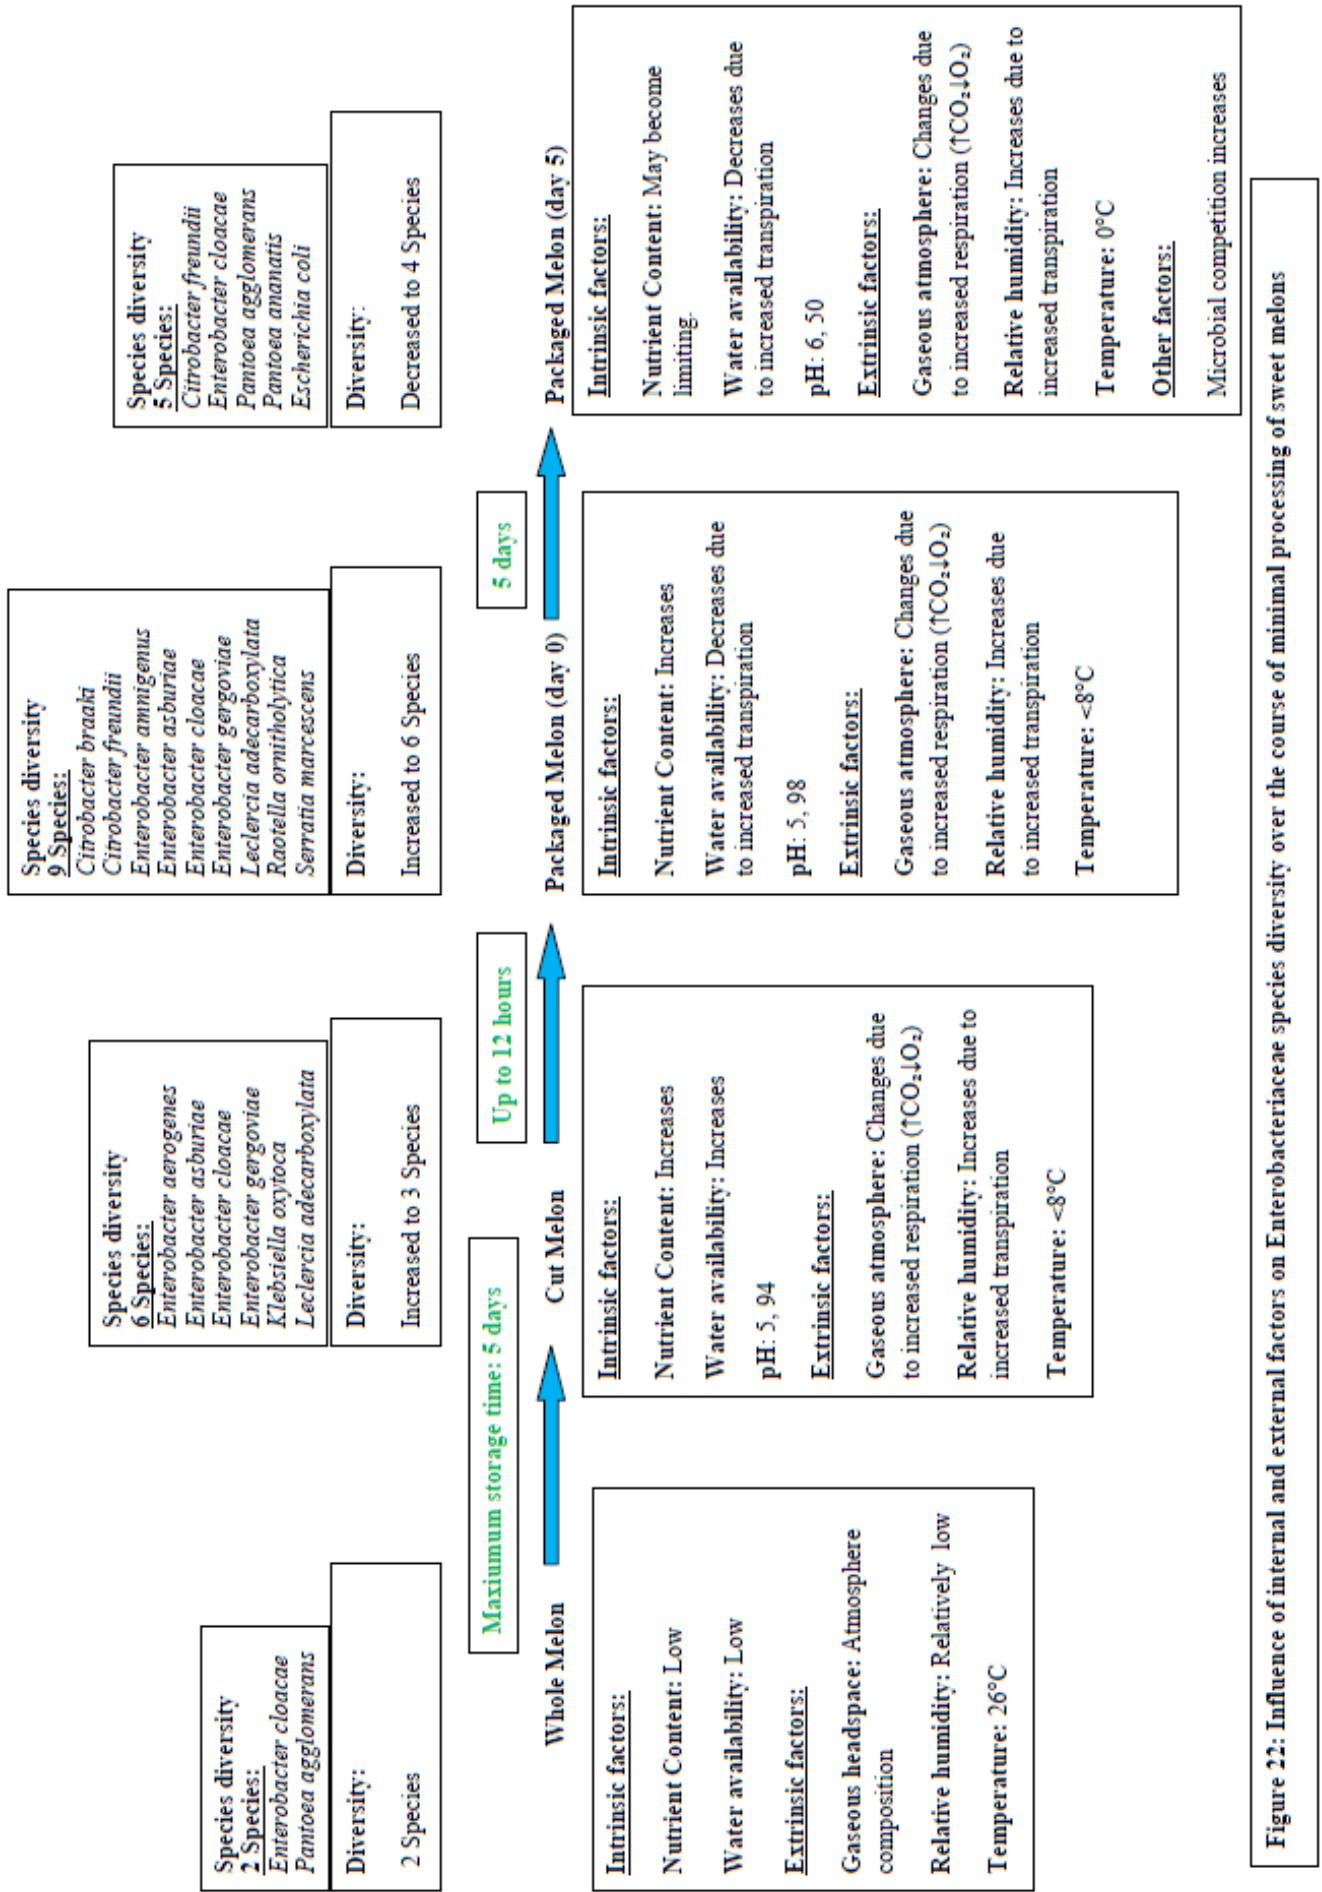 Species diversity
2 Species:
Enterobacter cloacae
Pantoea agglomerans
Diversity:
2 Species
Species diversity
6 Species:
Enterobacter aerogenes
Enterobacter asburiae
Enterobacter cloacae
Enterobacter gergoviae
Klebsiella oxytoca
Leclercia adecarboxylata
Diversity:
Increased to 3 Species
Species diversity
9 Species:
Citrobacter braaki
Citrobacter freundii
Enterobacter amnigenus
Enterobacter asburiae
Enterobacter cloacae
Enterobacter gergoviae
Leclercia adecarboxylata
Raotella ornitholytica
Serratia marcescens
Diversity:
Increased to 6 Species
Species diversity
5 Species:
Citrobacter freundii
Enterobacter cloacae
Pantoea agglomerans
Pantoea ananatis
Escherichia coli
Diversity:
Decreased to 4 Species
Maxiumum storage time: 5 days
Up to 12 hours
5 days
Whole Melon
Cut Melon
Packaged Melon (day 0)
Packaged Melon (day 5)
Intrinsic factors:
Nutrient Content: Low
Water availability: Low
Extrinsic factors:
Gaseous headspace: Atmosphere
composition
Relative humidity: Relatively low
Temperature: 26°C
Intrinsic factors:
Nutrient Content: Increases
Water availability: Increases
pH: 5, 94
Extrinsic factors:
Gaseous atmosphere: Changes due
to increased respiration (↑CO₂↓O₂)
Relative humidity: Increases due to
increased transpiration
Temperature: <8°C
Intrinsic factors:
Nutrient Content: Increases
Water availability: Decreases due
to increased transpiration
pH: 5, 98
Extrinsic factors:
Gaseous atmosphere: Changes due
to increased respiration (↑CO₂↓O₂)
Relative humidity: Increases due
to increased transpiration
Temperature: <8°C
Intrinsic factors:
Nutrient Content: May become
limiting.
Water availability: Decreases due
to increased transpiration
pH: 6, 50
Extrinsic factors:
Gaseous atmosphere: Changes due
to increased respiration (↑CO₂↓O₂)
Relative humidity: Increases due to
increased transpiration
Temperature: 0°C
Other factors:
Microbial competition increases
Figure 22: Influence of internal and external factors on Enterobacteriaceae species diversity over the course of minimal processing of sweet melons